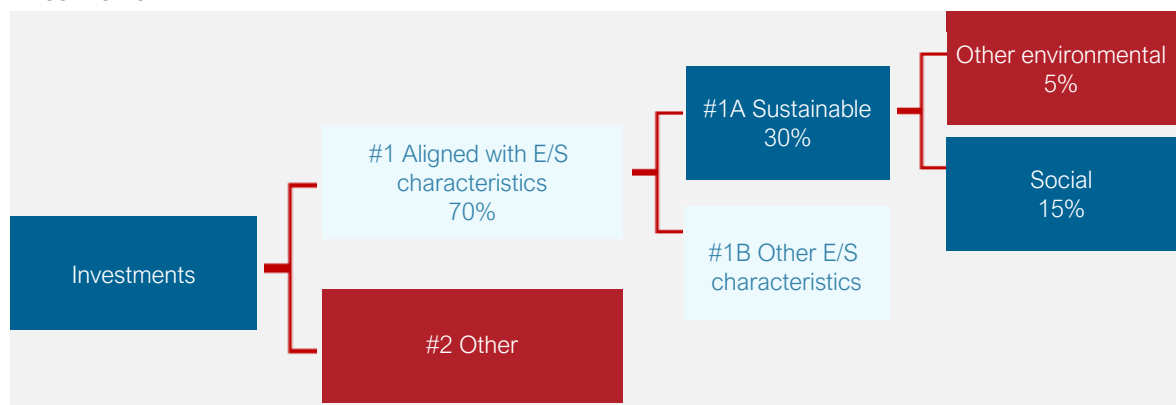 Other environmental
5%
#1A Sustainable
30%
#1 Aligned with E/S
characteristics
70%
Social
15%
#1B Other E/S
characteristics
Investments
#2 Other